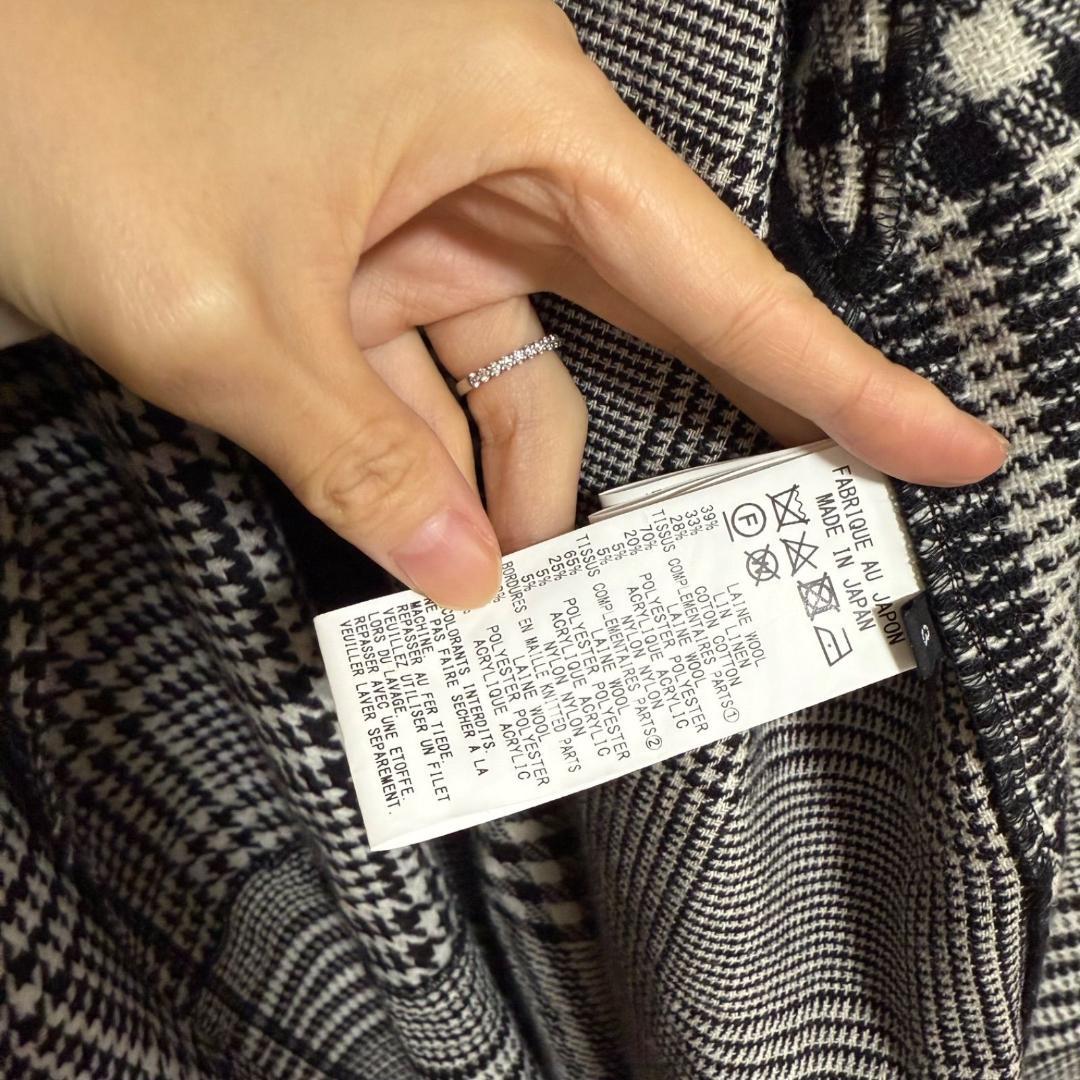 FABRIQUE AU JAPON
MADE IN JAPAN
F
39% LAINE WOOL
33% LIN LINEN
28% COTON COTTON
TISSUS COMPLEMENTAIRES PARTS①
70% LAINE WOOL
20% POLYESTER POLYESTER
5% NYLON NYLON
5% ACRYLIQUE ACRYLIC
TISSUS COMPLEMENTAIRES PARTS②
65% LAINE WOOL
25% POLYESTER POLYESTER
5% ACRYLIQUE ACRYLIC
5% NYLON NYLON
BORDURES EN MAILLE KNITTED PARTS
LAINE WOOL
POLYESTER POLYESTER
ACRYLIQUE ACRYLIC
COLORANTS INTERDITS.
NE PAS FAIRE SECHER A LA
MACHINE.
REPASSER AU FER TIEDE.
VEUILLEZ UTILISER UN FILET
LORS DU LAVAGE.
REPASSER AVEC UNE ETOFFE.
VEUILLER LAVER SEPAREMENT.